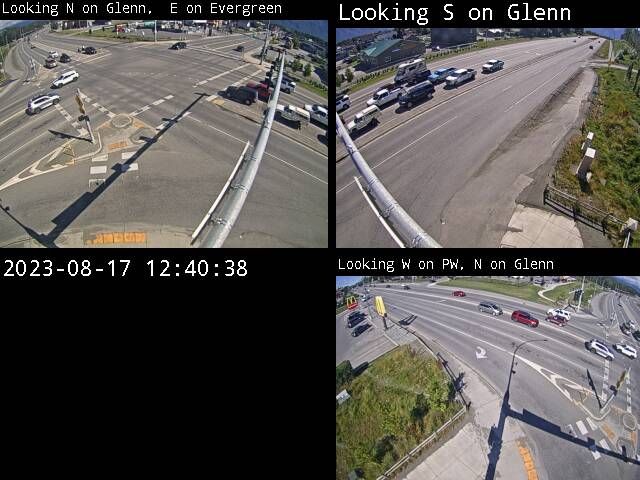 Looking N on Glenn, E on Evergreen
Looking S on Glenn
2023-08-17 12:40:38
Looking W on PW, N on Glenn